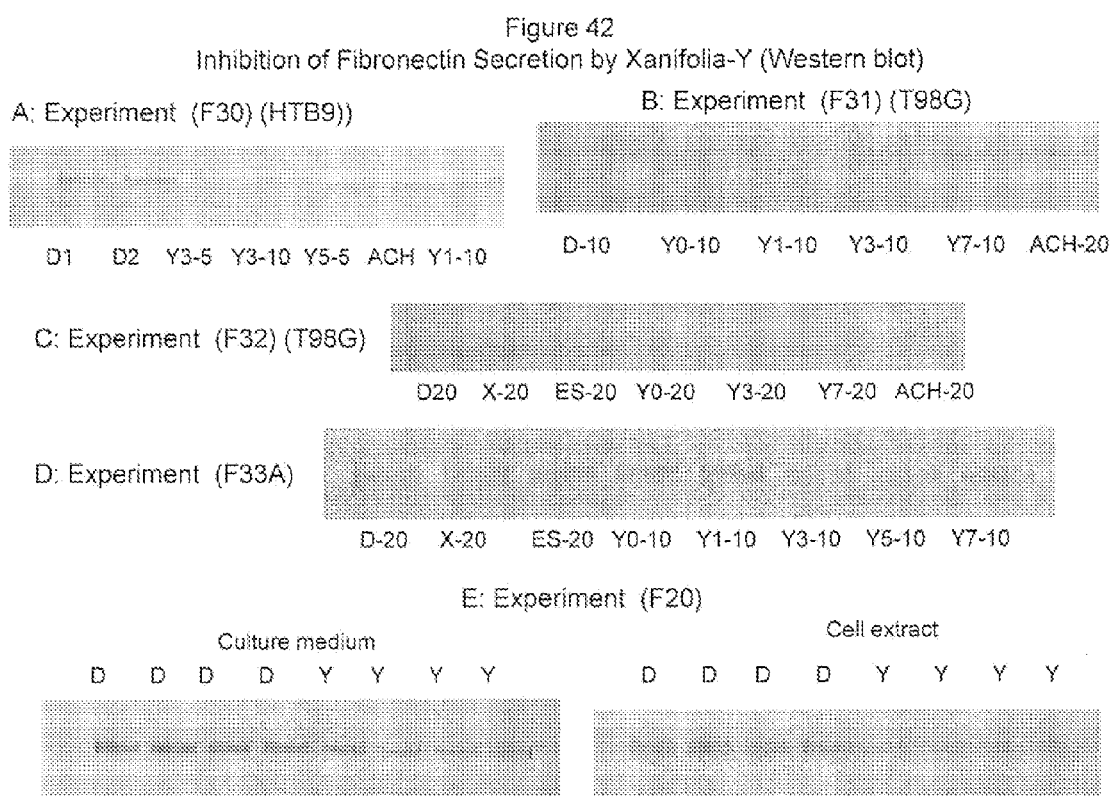 Figure 42
Inhibition of Fibronectin Secretion by Xanifolia-Y (Western blot)
A: Experiment (F30) (HTB9))
B: Experiment (F31) (T98G)
D1 D2 Y3-5 Y3-10 Y5-5 ACH Y1-10
D-10 Y0-10 Y1-10 Y3-10 Y7-10 ACH-20
C: Experiment (F32) (T98G)
D20 X-20 ES-20 Y0-20 Y3-20 Y7-20 ACH-20
D: Experiment (F33A)
D-20 X-20 ES-20 Y0-10 Y1-10 Y3-10 Y5-10 Y7-10
E: Experiment (F20)
Culture medium
Cell extract
D D D D Y Y Y Y
D D D D Y Y Y Y